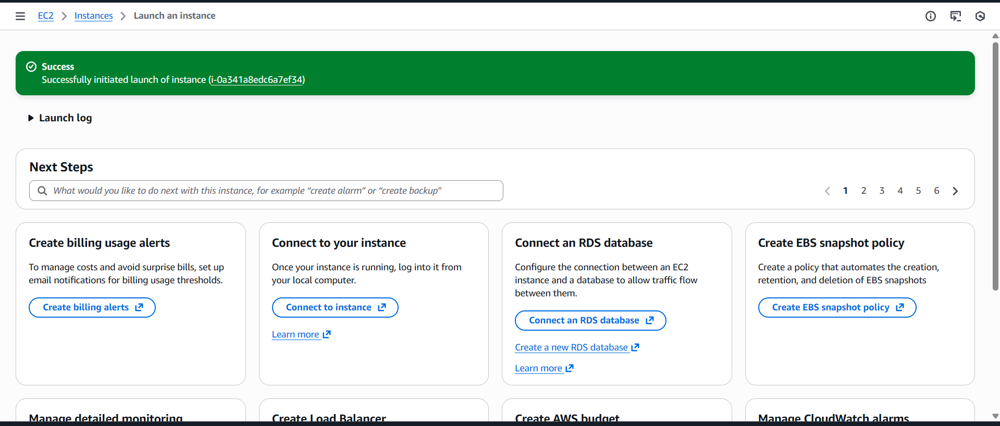 EC2 Instances Launch an instance
Success
Successfully initiated launch of instance (i-0a341a8edc6a7ef34)
Launch log
Next Steps
What would you like to do next with this instance, for example “create alarm” or “create backup"
1 2 3 4 5 6
Create billing usage alerts
To manage costs and avoid surprise bills, set up
email notifications for billing usage thresholds.
Create billing alerts
Connect to your instance
Once your instance is running, log into it from
your local computer.
Connect to instance
Learn more
Connect an RDS database
Configure the connection between an EC2
instance and a database to allow traffic flow
between them.
Connect an RDS database
Create a new RDS database
Learn more
Create EBS snapshot policy
Create a policy that automates the creation,
retention, and deletion of EBS snapshots
Create EBS snapshot policy
Manage detailed monitoring
Create Load Balancer
Create AWS budget
Manage CloudWatch alarms